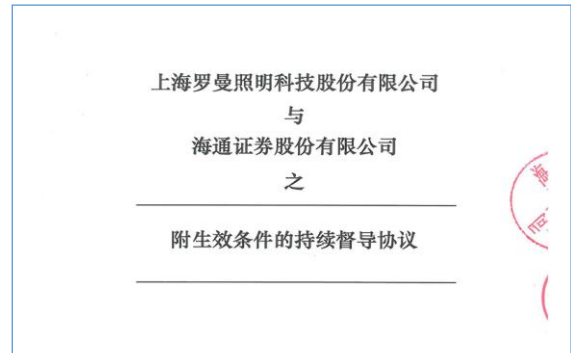 上海罗曼照明科技股份有限公司
与
海通证券股份有限公司
之
附生效条件的持续督导协议